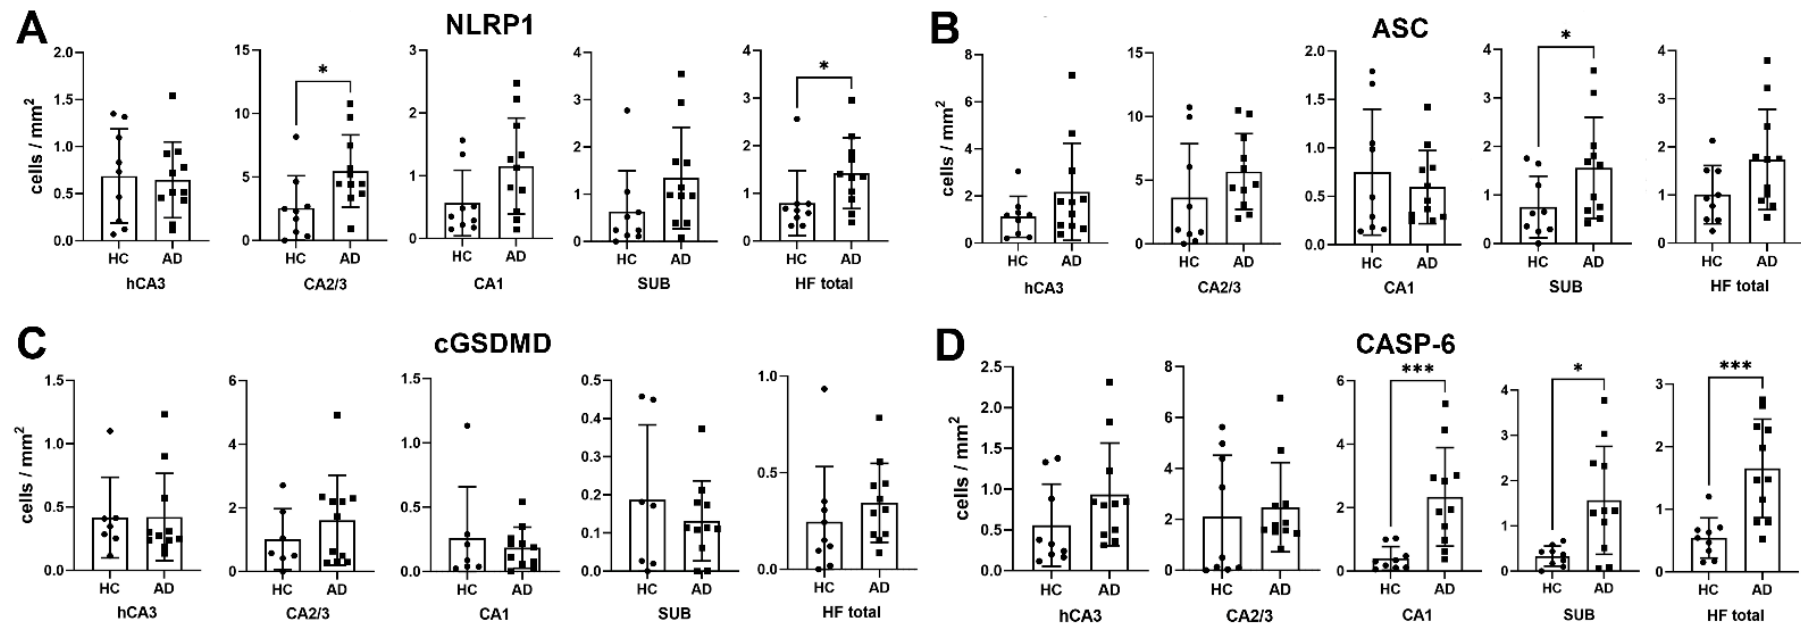 A
NLRP1
cells / mm2
2.0
1.5
1.0
0.5
0.0
HC AD
hCA3
15
10
5
0
*
HC AD
CA2/3
3
2
1
0
HC AD
CA1
4
3
2
1
0
HC AD
SUB
4
3
2
1
0
*
HC AD
HF total
B
ASC
cells / mm2
8
6
4
2
0
HC AD
hCA3
15
10
5
0
HC AD
CA2/3
2.0
1.5
1.0
0.5
0.0
HC AD
CA1
4
3
2
1
0
*
HC AD
SUB
4
3
2
1
0
HC AD
HF total
C
cGSDMD
cells / mm2
1.5
1.0
0.5
0.0
HC AD
hCA3
6
4
2
0
HC AD
CA2/3
1.5
1.0
0.5
0.0
HC AD
CA1
0.5
0.4
0.3
0.2
0.1
0.0
HC AD
SUB
1.0
0.5
0.0
HC AD
HF total
D
CASP-6
cells / mm2
2.5
2.0
1.5
1.0
0.5
0.0
HC AD
hCA3
8
6
4
2
0
HC AD
CA2/3
6
4
2
0
***
HC AD
CA1
4
3
2
1
0
*
HC AD
SUB
3
2
1
0
***
HC AD
HF total